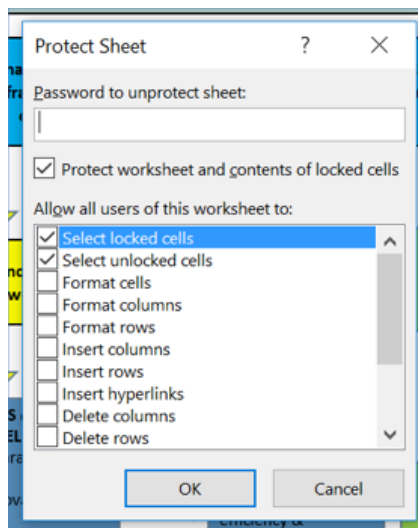 Protect Sheet ?
Password to unprotect sheet:
Protect worksheet and contents of locked cells
Allow all users of this worksheet to:
Select locked cells
Select unlocked cells
Format cells
Format columns
Format rows
Insert columns
Insert rows
Insert hyperlinks
Delete columns
Delete rows
OK Cancel